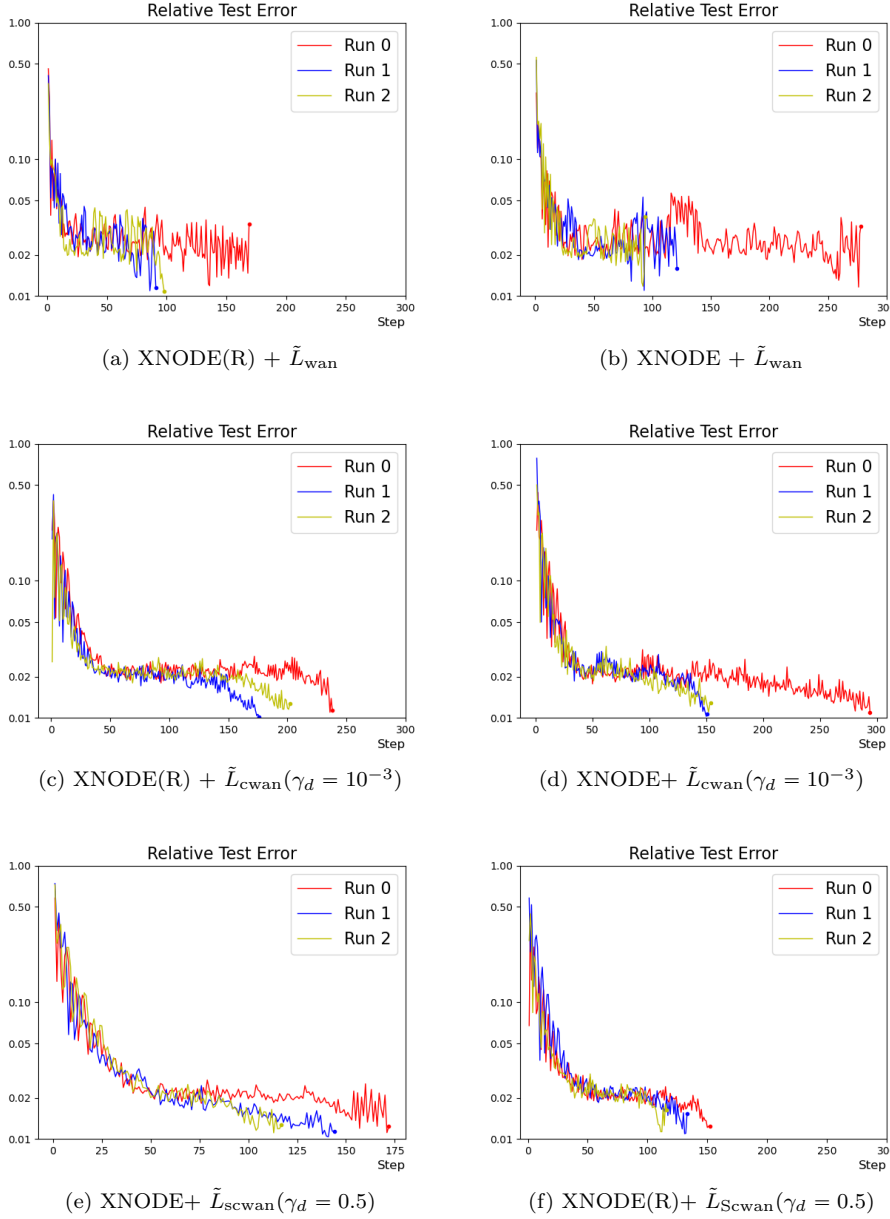 Relative Test Error
1.00
0.50
0.10
0.05
0.02
0.01
Run 0
Run 1
Run 2
0 50 100 150 200 250 300
Step
(a) XNODE(R) + L̃wan
Relative Test Error
1.00
0.50
0.10
0.05
0.02
0.01
Run 0
Run 1
Run 2
0 50 100 150 200 250 30
Step
(b) XNODE + L̃wan
Relative Test Error
1.00
0.50
0.10
0.05
0.02
0.01
Run 0
Run 1
Run 2
0 50 100 150 200 250 300
Step
(c) XNODE(R) + L̃cwan(γd = 10⁻³)
Relative Test Error
1.00
0.50
0.10
0.05
0.02
0.01
Run 0
Run 1
Run 2
0 50 100 150 200 250 300
Step
(d) XNODE+ L̃cwan(γd = 10⁻³)
Relative Test Error
1.00
0.50
0.10
0.05
0.02
0.01
Run 0
Run 1
Run 2
0 25 50 75 100 125 150 175
Step
(e) XNODE+ L̃scwan(γd = 0.5)
Relative Test Error
1.00
0.50
0.10
0.05
0.02
0.01
Run 0
Run 1
Run 2
0 50 100 150 200 250 30
Step
(f) XNODE(R)+ L̃Scwan(γd = 0.5)